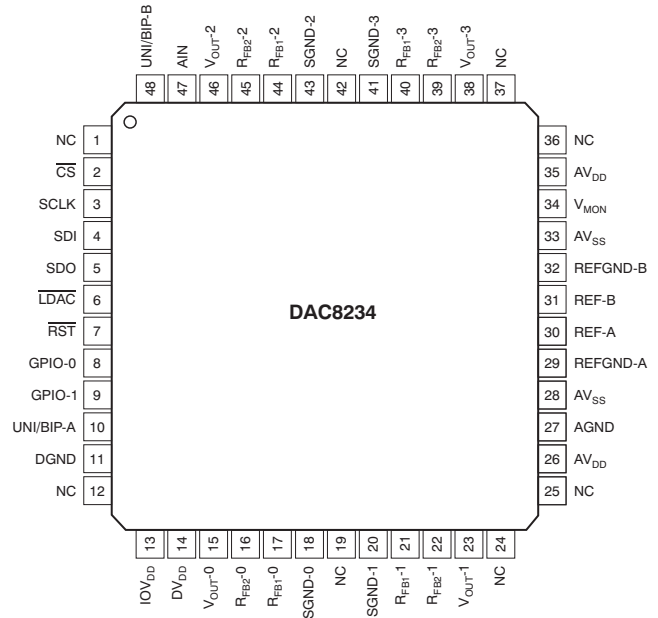 UNI/BIP-B
AIN
VOUT-2
RFB2-2
RFB1-2
SGND-2
NC
SGND-3
RFB1-3
RFB2-3
VOUT-3
NC
48 47 46 45 44 43 42 41 40 39 38 37
NC 1
CS 2
SCLK 3
SDI 4
SDO 5
LDAC 6
RST 7
GPIO-0 8
GPIO-1 9
UNI/BIP-A 10
DGND 11
NC 12
DAC8234
36 NC
35 AVDD
34 VMON
33 AVSS
32 REFGND-B
31 REF-B
30 REF-A
29 REFGND-A
28 AVSS
27 AGND
26 AVDD
25 NC
13 14 15 16 17 18 19 20 21 22 23 24
IOVDD
DVDD
VOUT-0
RFB2-0
RFB1-0
SGND-0
NC
SGND-1
RFB1-1
RFB2-1
VOUT-1
NC